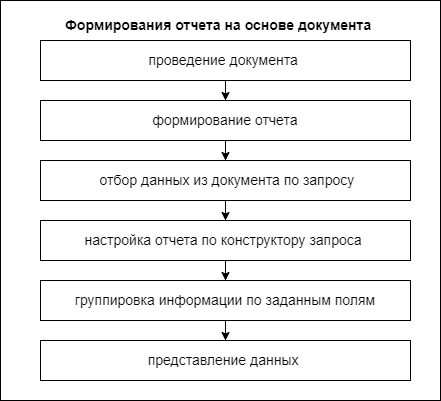 Формирования отчета на основе документа
проведение документа
формирование отчета
отбор данных из документа по запросу
настройка отчета по конструктору запроса
группировка информации по заданным полям
представление данных